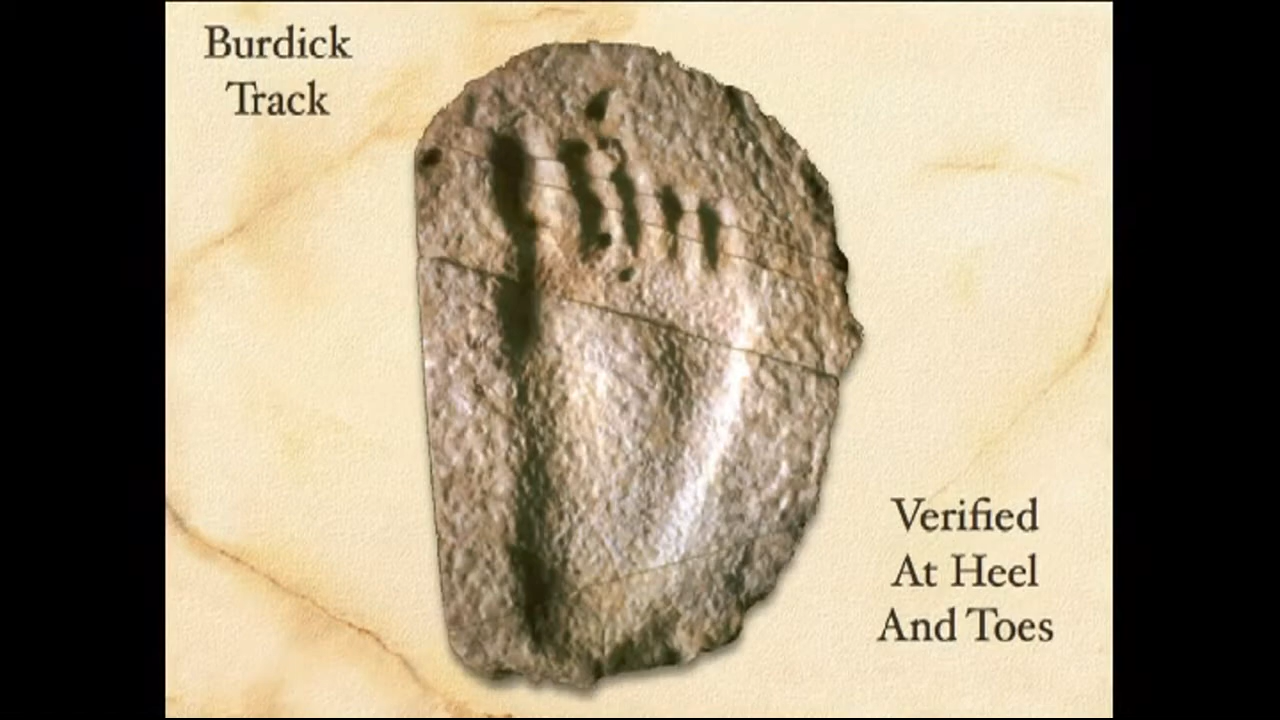 Burdick
Track
Verified
At Heel
And Toes